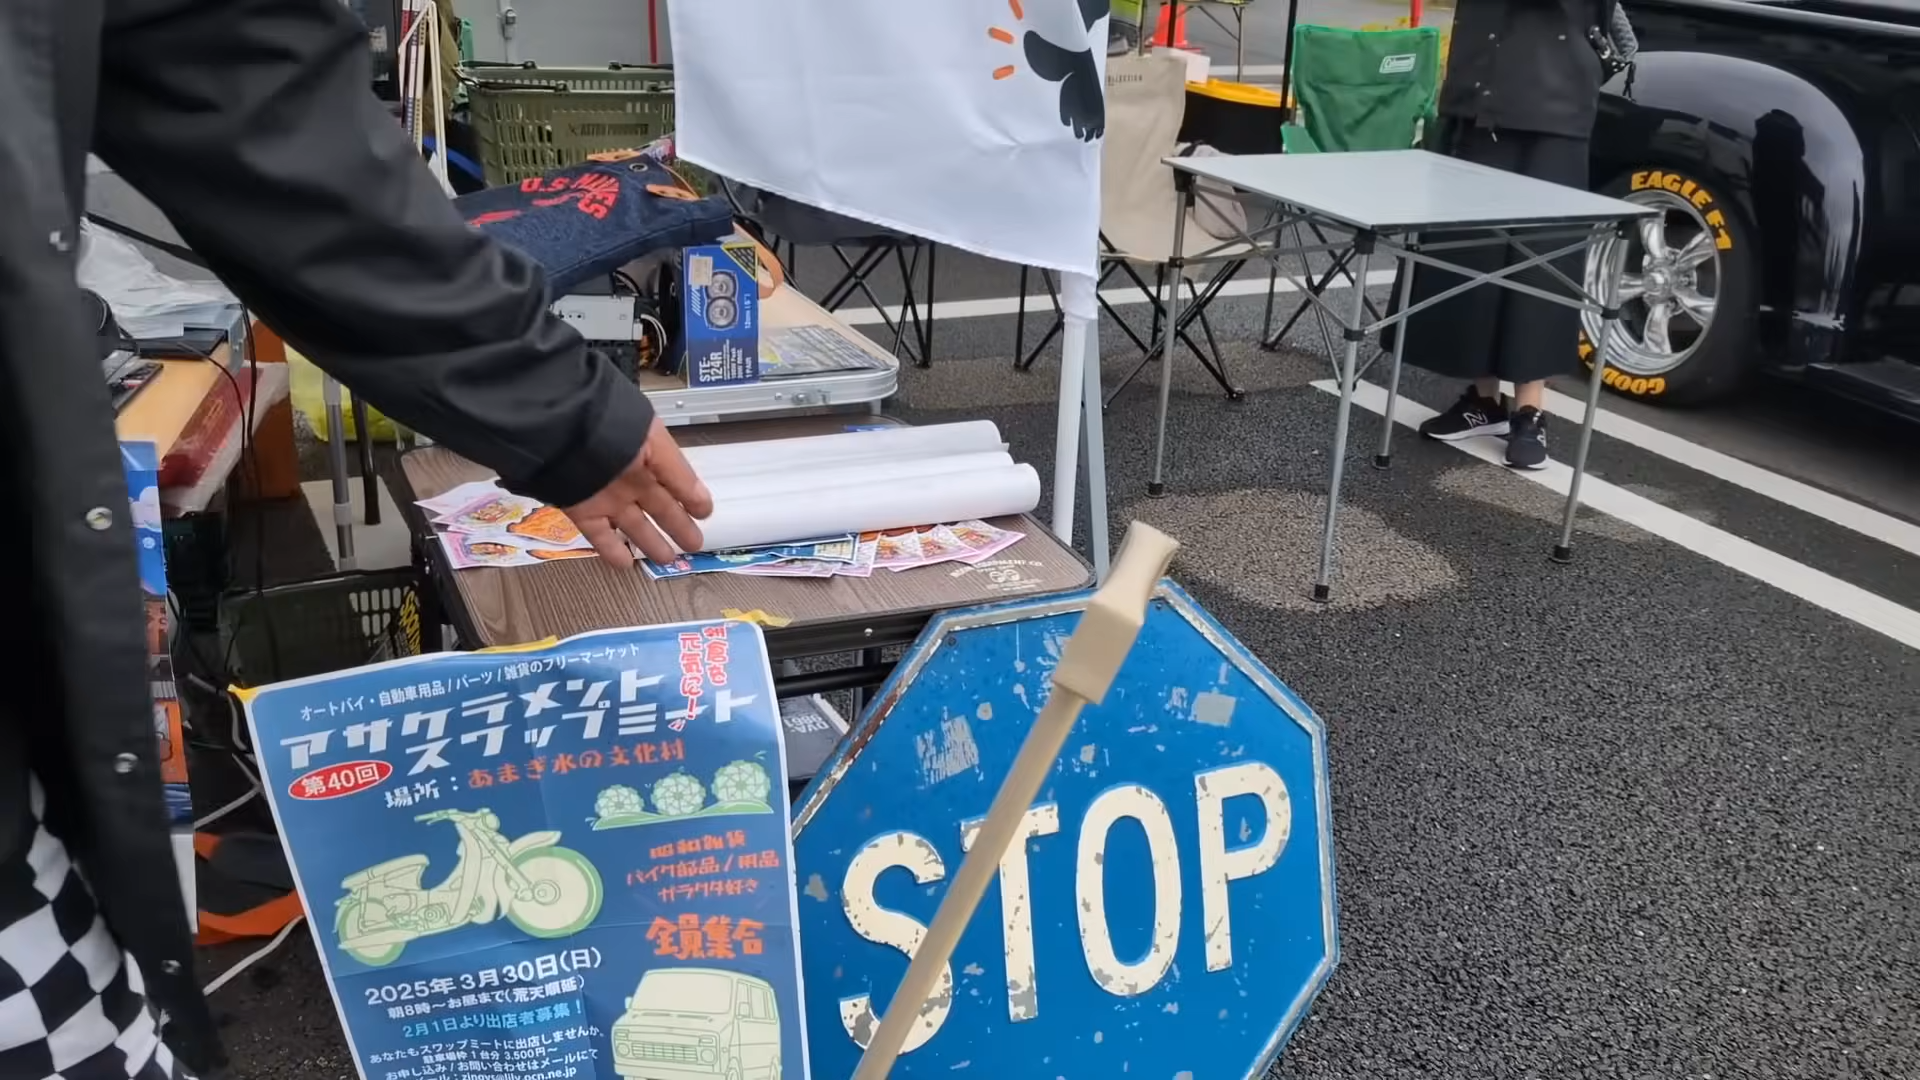 Coleman
EAGLE F1
U.S.
STE-
124R
SPOON
オートバイ・自動車用品/パーツ/雑貨のフリーマーケット
朝倉を
元気に!
アサクラメント
スワップミート
第40回
場所:あまぎ水の文化村
昭和雑貨
バイク部品/用品
ガラクタ好き
全員集合
2025年3月30日(日)
朝8時~お昼まで(荒天順延)
2月1日より出店者募集!
あなたもスワップミートに出店しませんか。
駐車場枠1台分 3,500円~
お申し込み/お問い合わせはメールにて
STOP